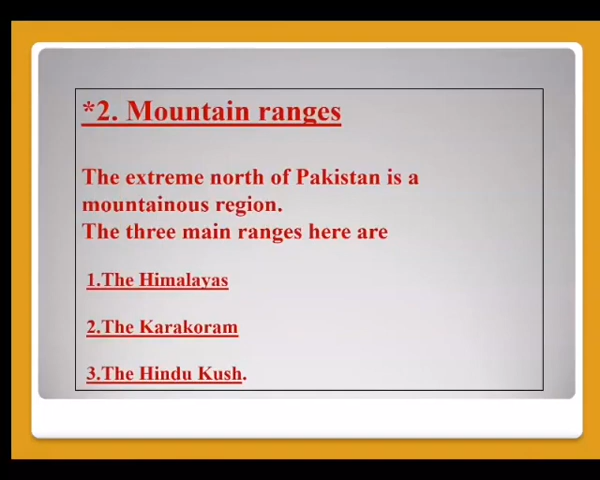 *2. Mountain ranges
The extreme north of Pakistan is a
mountainous region.
The three main ranges here are
1.The Himalayas
2.The Karakoram
3.The Hindu Kush.